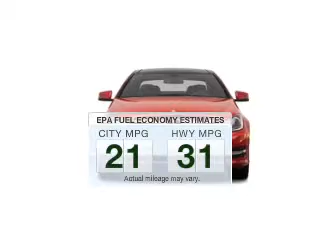 EPA FUEL ECONOMY ESTIMATES
CITY MPG HWY MPG
21 31
Actual mileage may vary.